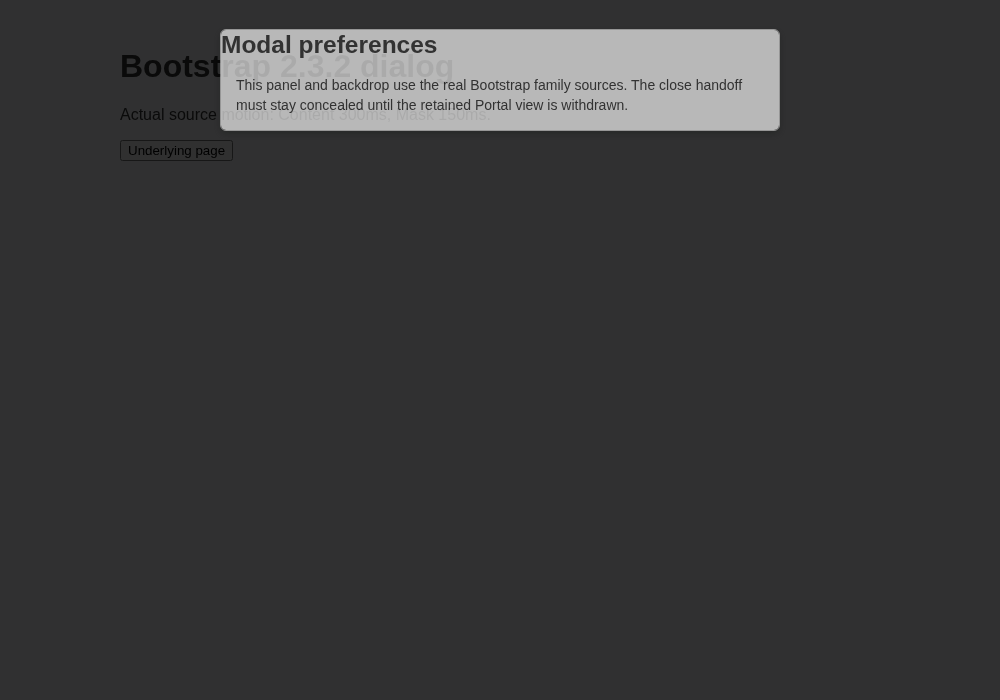 Modal preferences
Bootstrap 2.3.2 dialog
This panel and backdrop use the real Bootstrap family sources. The close handoff
must stay concealed until the retained Portal view is withdrawn.
Actual source motion: Content 300ms. Mask 150ms.
Underlying page